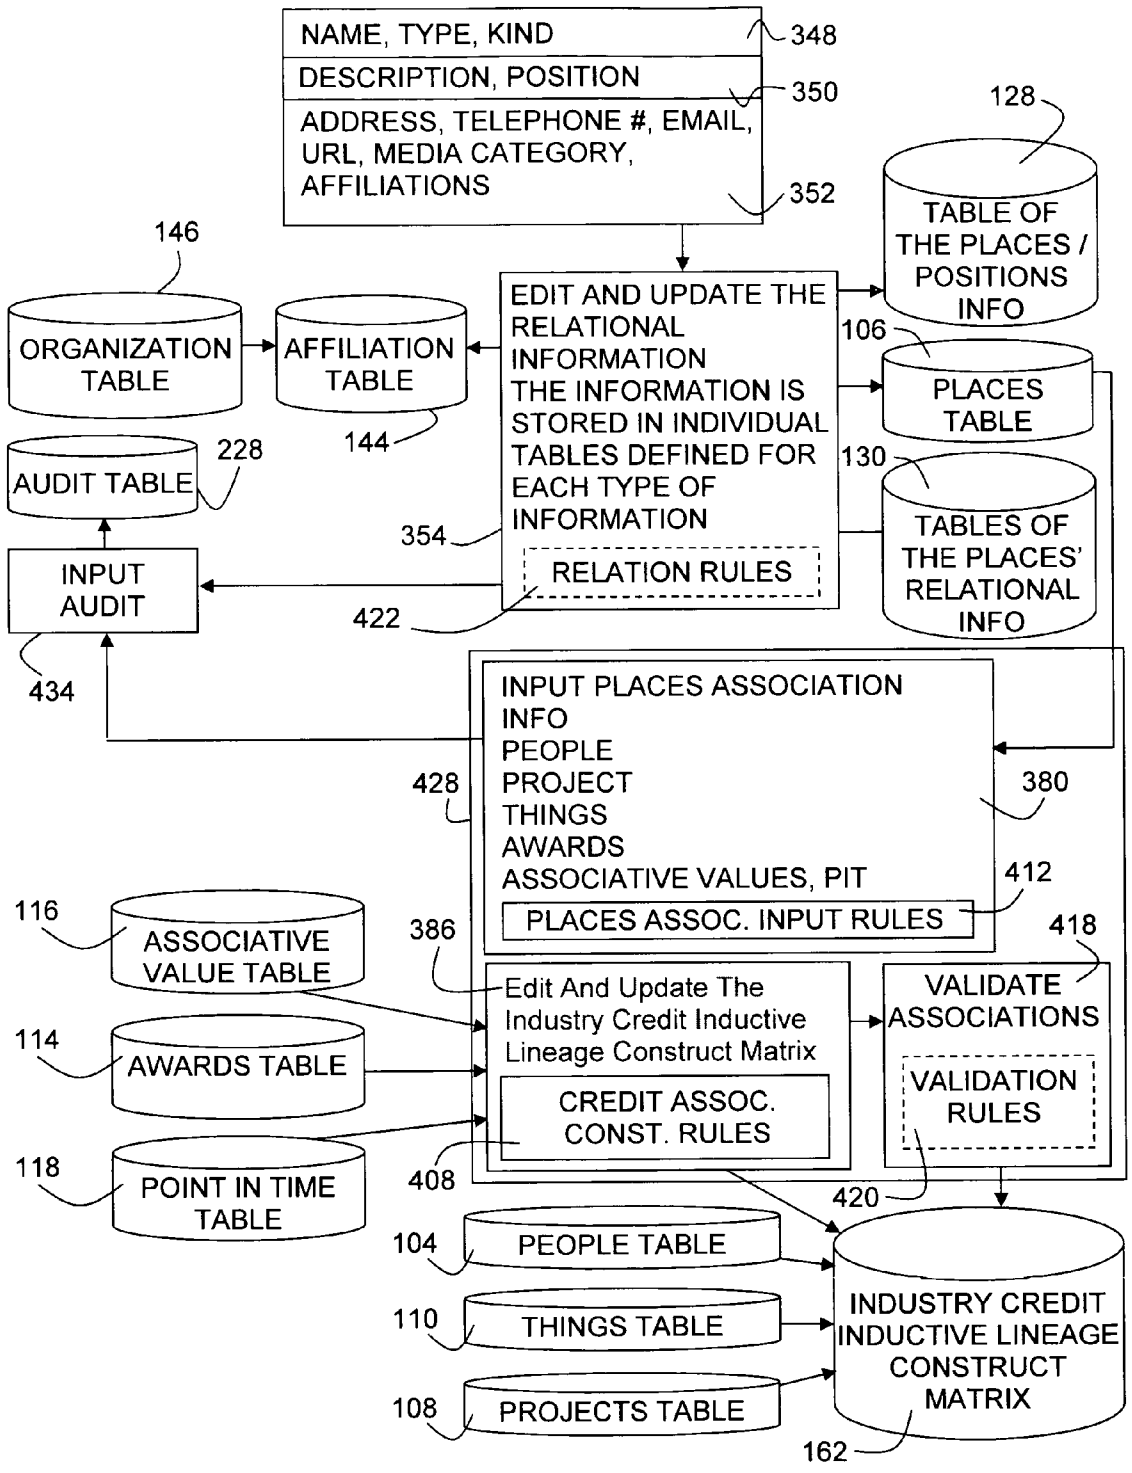 NAME, TYPE, KIND
348
DESCRIPTION, POSITION
350
ADDRESS, TELEPHONE #, EMAIL,
URL, MEDIA CATEGORY,
AFFILIATIONS
352
128
TABLE OF
THE PLACES /
POSITIONS
INFO
146
ORGANIZATION
TABLE
AFFILIATION
TABLE
144
EDIT AND UPDATE THE
RELATIONAL
INFORMATION
THE INFORMATION IS
STORED IN INDIVIDUAL
TABLES DEFINED FOR
EACH TYPE OF
INFORMATION
354
RELATION RULES
422
106
PLACES
TABLE
130
TABLES OF
THE PLACES’
RELATIONAL
INFO
228
AUDIT TABLE
INPUT
AUDIT
434
INPUT PLACES ASSOCIATION
INFO
PEOPLE
PROJECT
THINGS
AWARDS
ASSOCIATIVE VALUES, PIT
428
380
412
PLACES ASSOC. INPUT RULES
116
ASSOCIATIVE
VALUE TABLE
114
AWARDS TABLE
118
POINT IN TIME
TABLE
386
Edit And Update The
Industry Credit Inductive
Lineage Construct Matrix
CREDIT ASSOC.
CONST. RULES
408
418
VALIDATE
ASSOCIATIONS
VALIDATION
RULES
420
104
PEOPLE TABLE
110
THINGS TABLE
108
PROJECTS TABLE
INDUSTRY CREDIT
INDUCTIVE LINEAGE
CONSTRUCT
MATRIX
162